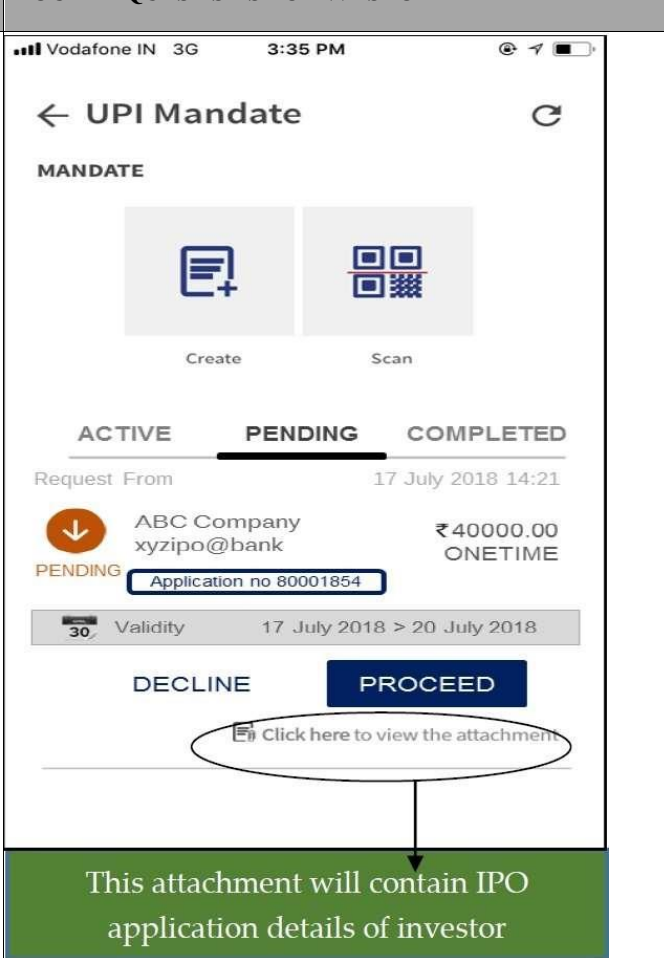 Vodafone IN 3G 3:35 PM
← UPI Mandate
MANDATE
Create Scan
ACTIVE PENDING COMPLETED
Request From 17 July 2018 14:21
ABC Company ₹40000.00
xyzipo@bank ONETIME
PENDING
Application no 80001854
30 Validity 17 July 2018 > 20 July 2018
DECLINE PROCEED
Click here to view the attachment
This attachment will contain IPO
application details of investor